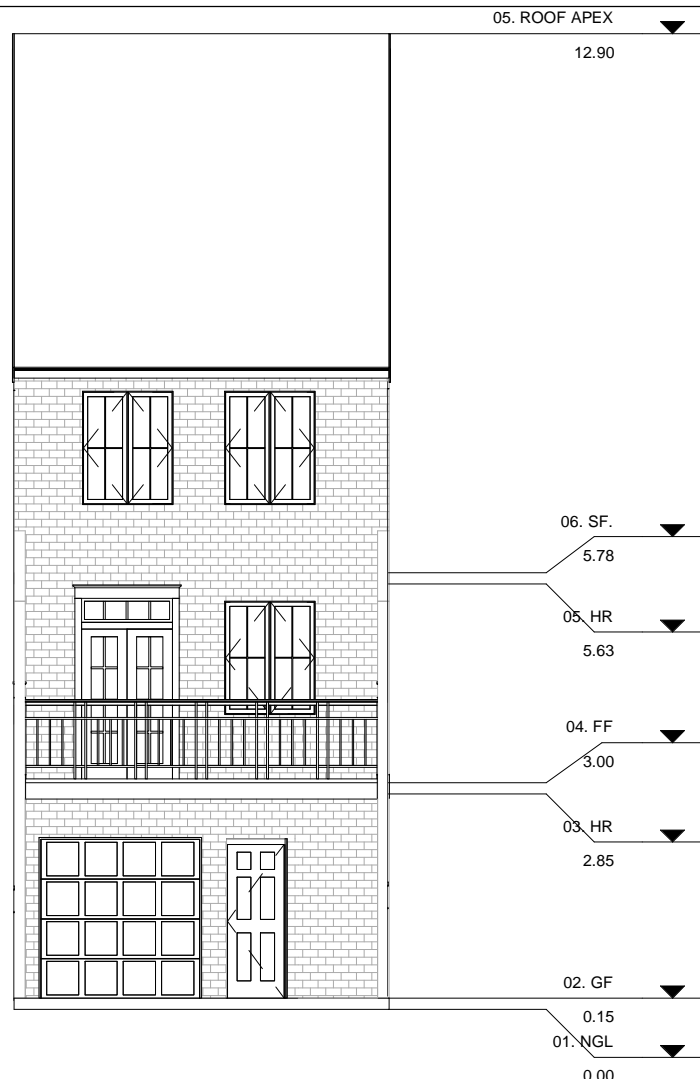 05. ROOF APEX
12.90
06. SF.
5.78
05. HR
5.63
04. FF
3.00
03. HR
2.85
02. GF
0.15
01. NGL
0.00